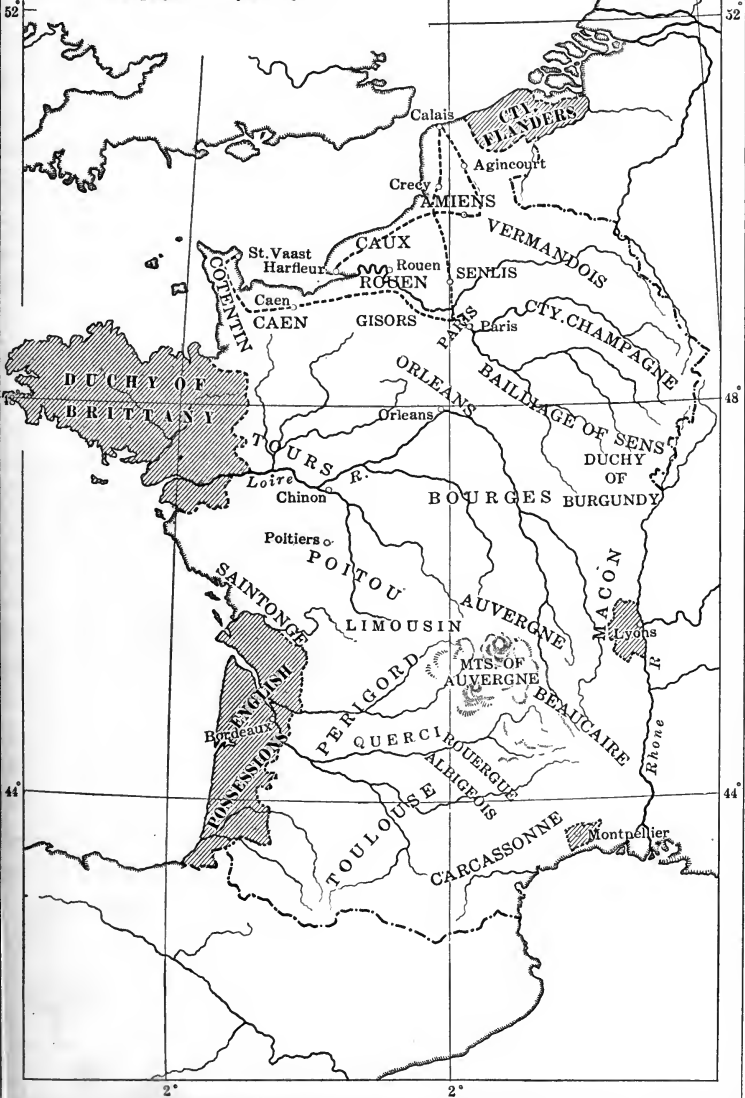 52°
52°
Calais
CTY.
FLANDERS
Agincourt
Crecy
AMIENS
VERMANDOIS
CAUX
St. Vaast
Harfleur
Rouen
ROUEN
SENLIS
COTENTIN
Caen
CAEN
GISORS
PARIS
Paris
CTY. CHAMPAGNE
DUCHY OF
BRITTANY
48°
48°
ORLEANS
Orleans
BAILLIAGE OF SENS
DUCHY
OF
BURGUNDY
TOURS
Loire R.
Chinon
BOURGES
Poitiers
POITOU
SAINTONGE
LIMOUSIN
AUVERGNE
MACON
Lyons
MTS. OF
AUVERGNE
PERIGORD
BEAUCAIRE
ENGLISH
POSSESSIONS
Bordeaux
QUERCI
ROUERGUE
ALBIGEOIS
Rhone R
44°
44°
TOULOUSE
CARCASSONNE
Montpellier
2°
2°